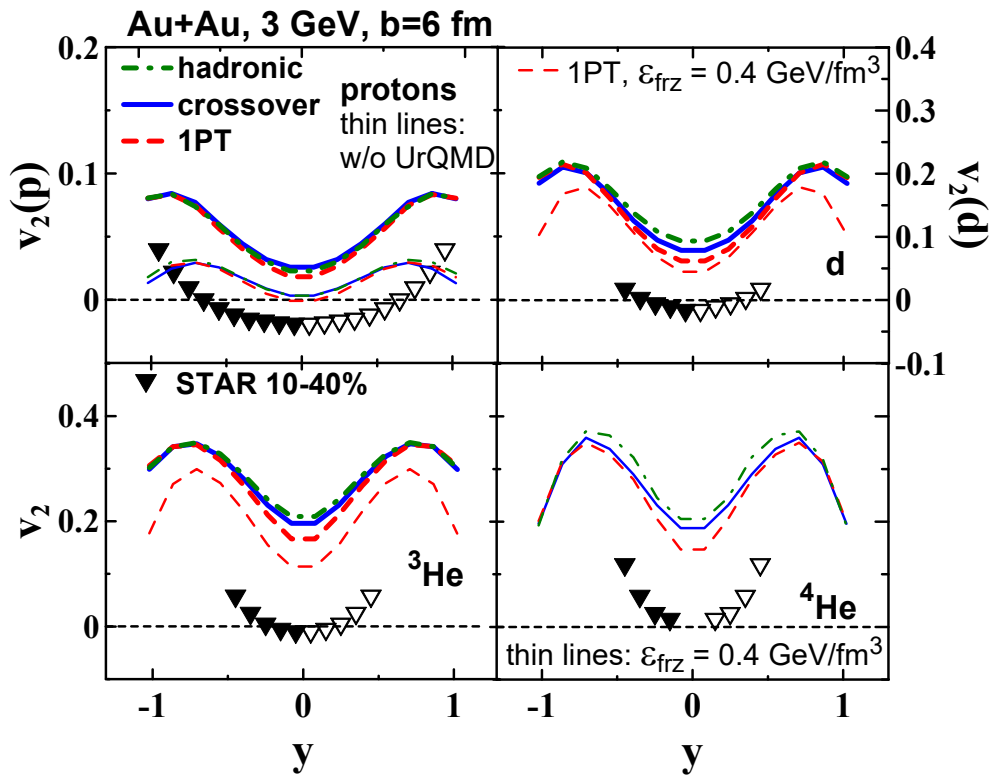 Au+Au, 3 GeV, b=6 fm
0.2
hadronic
crossover
1PT
protons
thin lines:
w/o UrQMD
0.1
0
v₂(p)
1PT, εfrz = 0.4 GeV/fm³
0.4
0.3
0.2
0.1
0
-0.1
v₂(d)
d
STAR 10-40%
0.4
0.2
0
v₂
³He
⁴He
thin lines: εfrz = 0.4 GeV/fm³
-1 0 1
y
-1 0 1
y